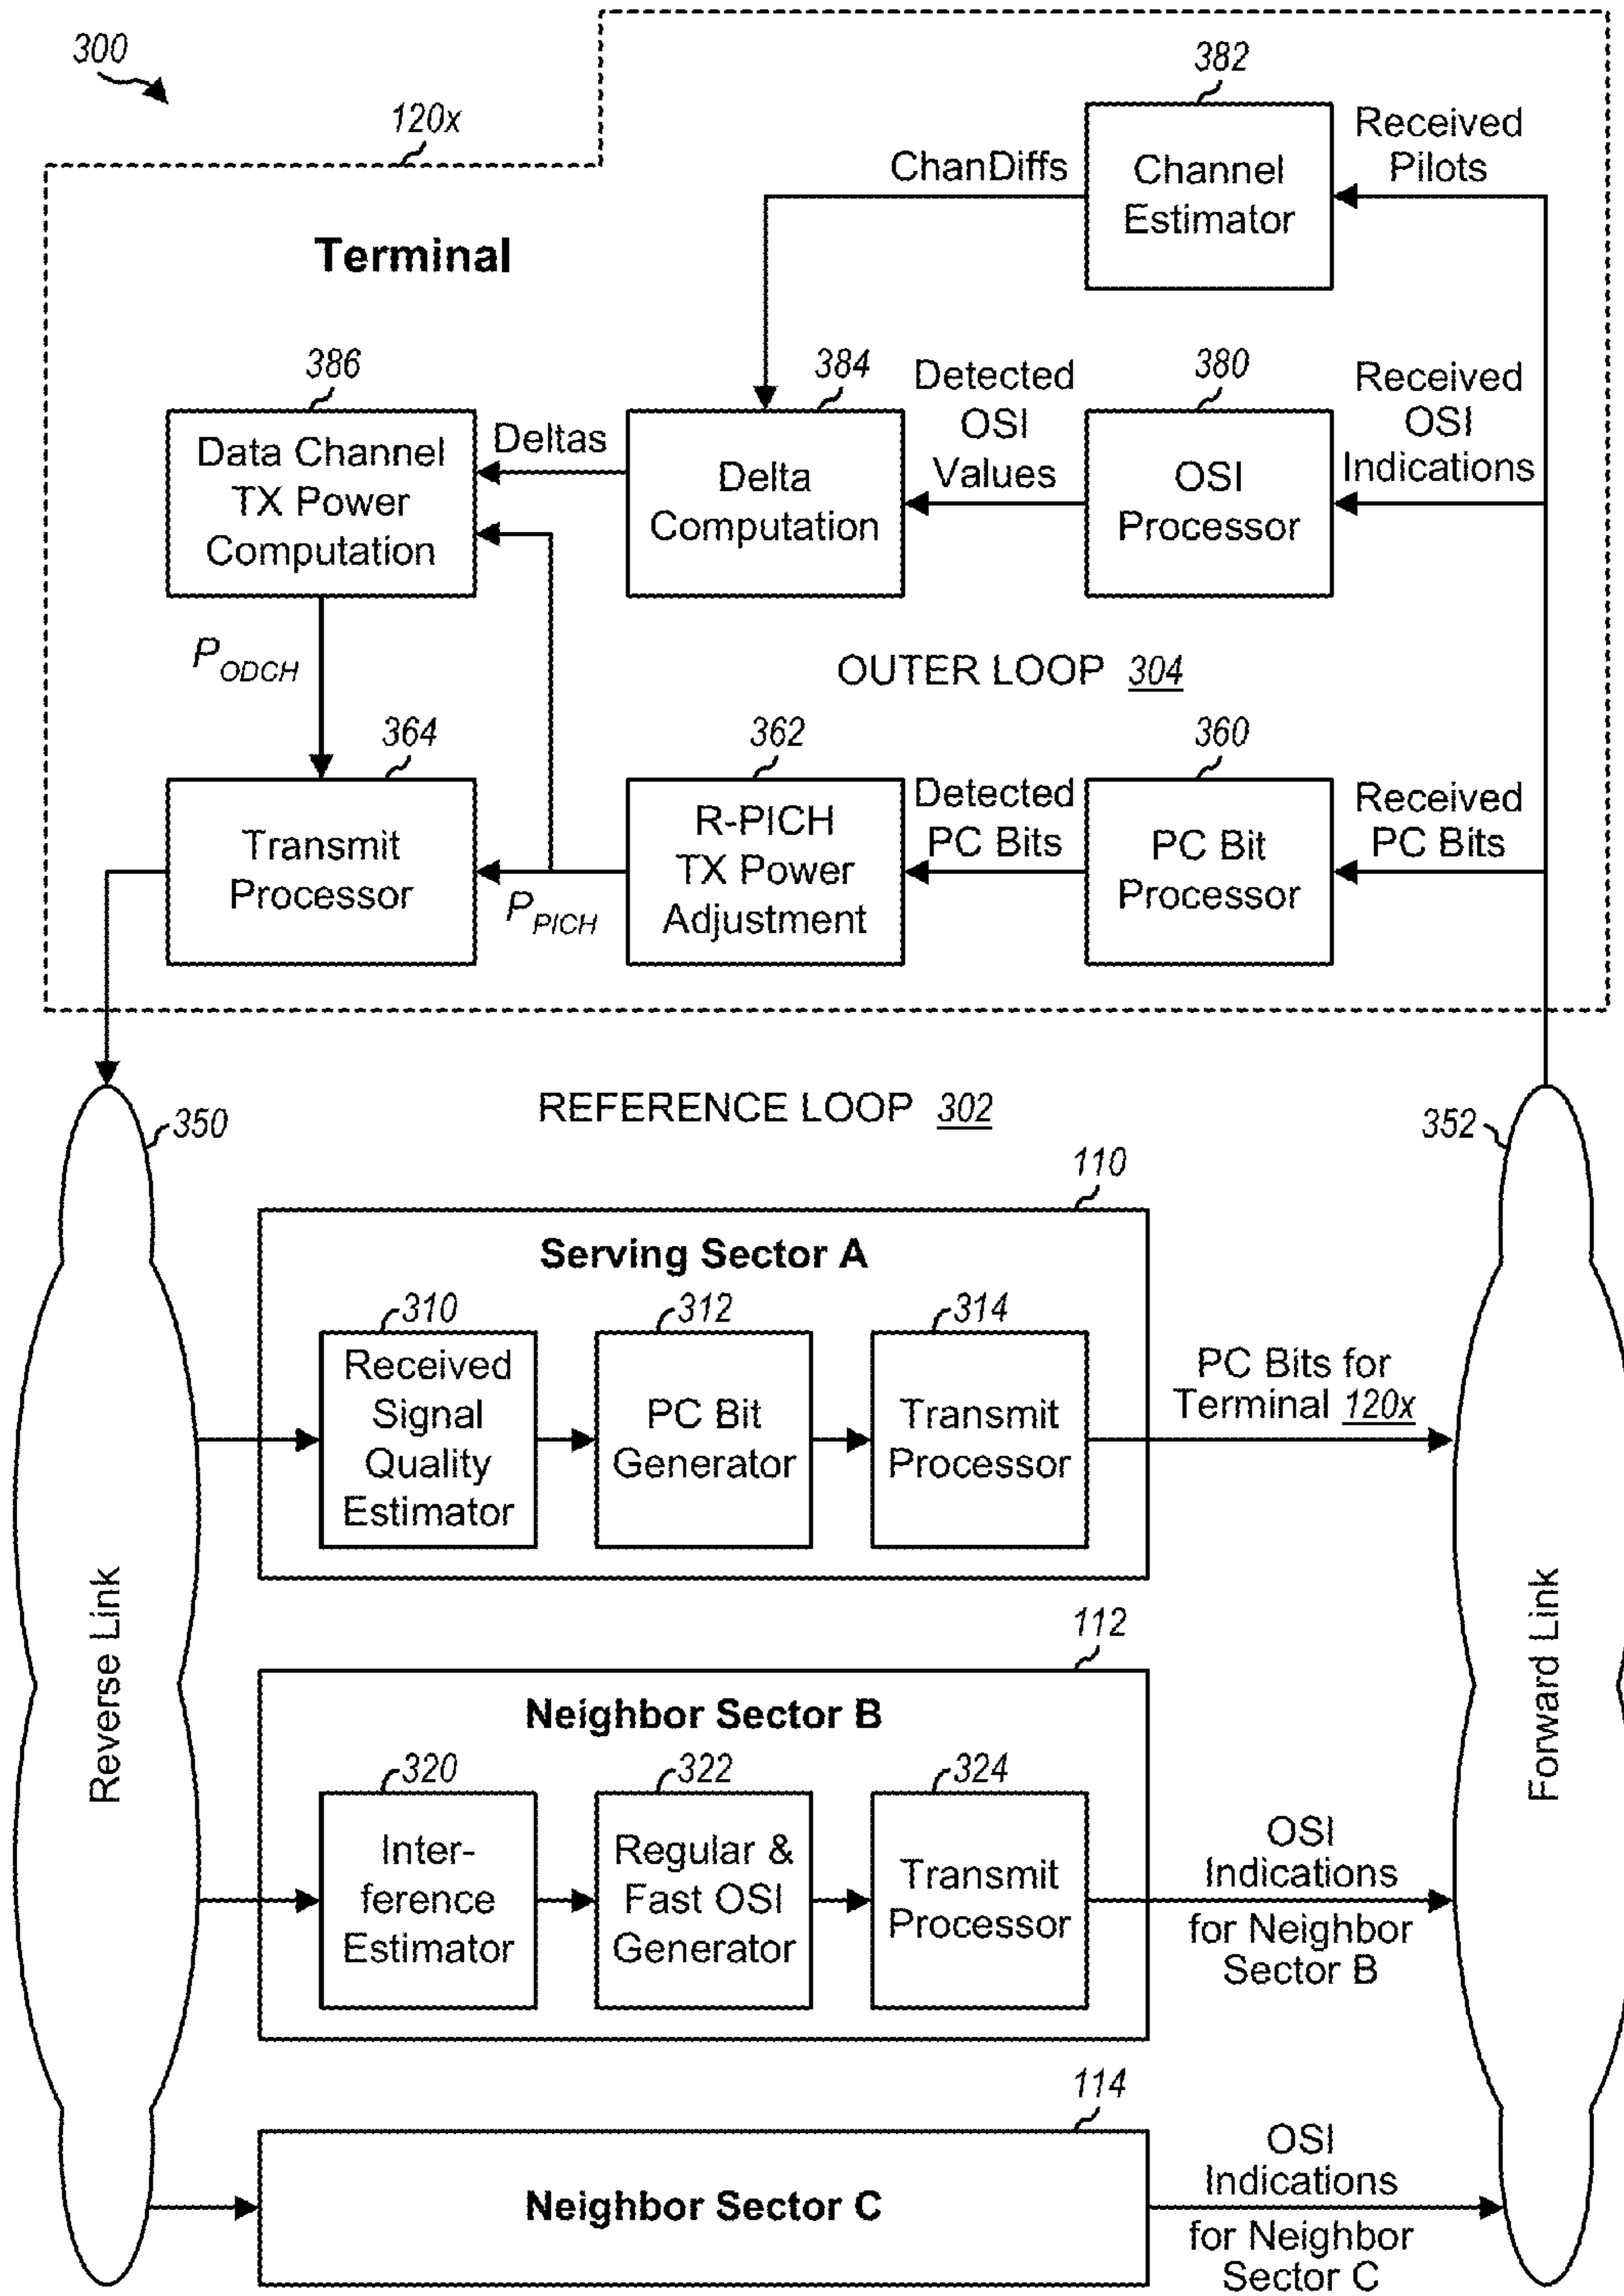 300
120x
Terminal
382
Channel
Estimator
Received
Pilots
ChanDiffs
386
Data Channel
TX Power
Computation
Deltas
384
Delta
Computation
Detected
OSI
Values
380
OSI
Processor
Received
OSI
Indications
P_ODCH
OUTER LOOP 304
364
Transmit
Processor
P_PICH
362
R-PICH
TX Power
Adjustment
Detected
PC Bits
360
PC Bit
Processor
Received
PC Bits
REFERENCE LOOP 302
350
Reverse Link
352
Forward Link
110
Serving Sector A
310
Received
Signal
Quality
Estimator
312
PC Bit
Generator
314
Transmit
Processor
PC Bits for
Terminal 120x
112
Neighbor Sector B
320
Inter-
ference
Estimator
322
Regular &
Fast OSI
Generator
324
Transmit
Processor
OSI
Indications
for Neighbor
Sector B
114
Neighbor Sector C
OSI
Indications
for Neighbor
Sector C